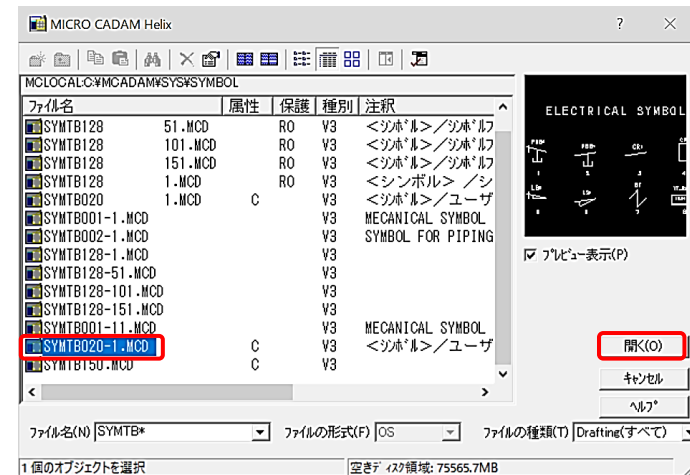 MICRO CADAM Helix
MCLOCAL:C:¥MCADAM¥SYS¥SYMBOL
ファイル名 属性 保護 種別 注釈
SYMTB128 51.MCD RO V3 <シンボル>/シンボルフ
SYMTB128 101.MCD RO V3 <シンボル>/シンボルフ
SYMTB128 151.MCD RO V3 <シンボル>/シンボルフ
SYMTB128 1.MCD RO V3 <シンボル> /シ
SYMTB020 1.MCD C V3 <シンボル>/ユーザ
SYMTB001-1.MCD V3 MECANICAL SYMBOL
SYMTB002-1.MCD V3 SYMBOL FOR PIPING
SYMTB128-1.MCD V3
SYMTB128-51.MCD V3
SYMTB128-101.MCD V3
SYMTB128-151.MCD V3
SYMTB001-11.MCD V3 MECANICAL SYMBOL
SYMTB020-1.MCD C V3 <シンボル>/ユーザ
SYMTB150.MCD C V3
ELECTRICAL SYMBOL
プレビュー表示(P)
開く(O)
キャンセル
ヘルプ
ファイル名(N) SYMTB* ファイルの形式(F) OS ファイルの種類(T) Drafting(すべて)
1 個のオブジェクトを選択 空きディスク領域: 75565.7MB